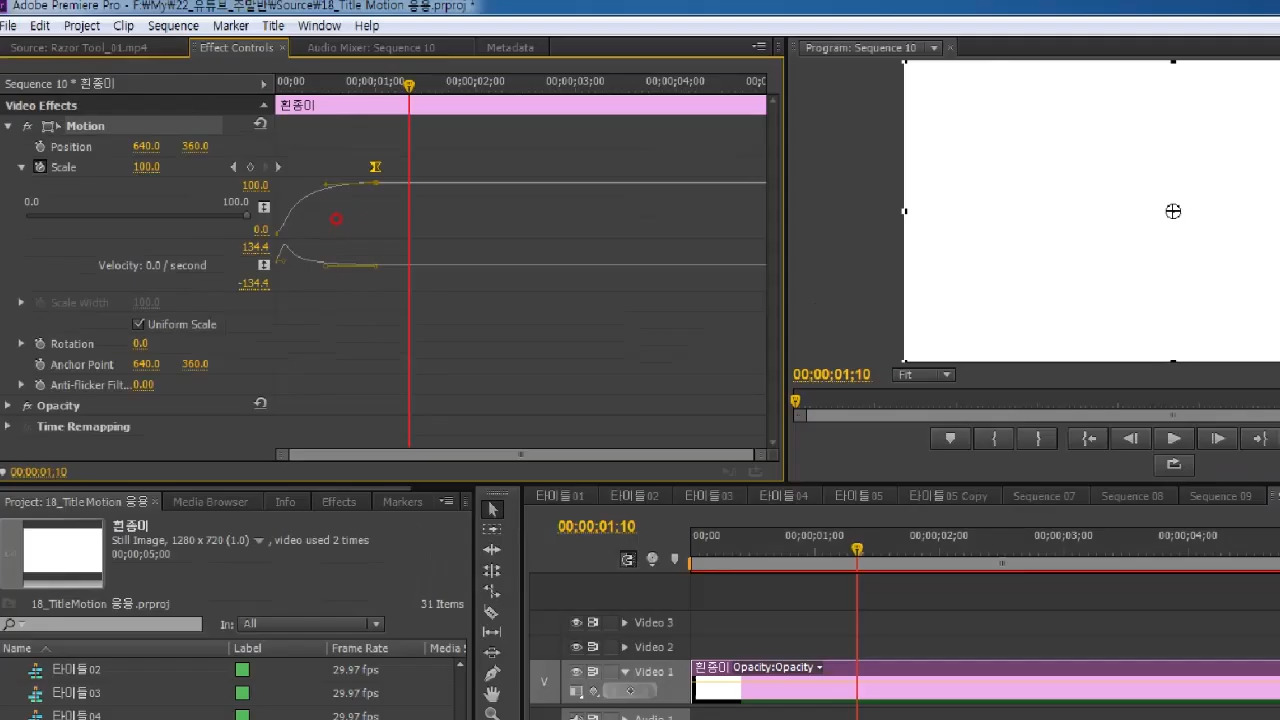 Adobe Premiere Pro - F:\My\22_유튜브_주말반\Source\18_Title Motion 응용.prproj *
File Edit Project Clip Sequence Marker Title Window Help
Source: Razor Tool_01.mp4 Effect Controls × Audio Mixer: Sequence 10 Metadata Program: Sequence 10
Sequence 10 * 흰종이 00;00 00;00;01;00 00;00;02;00 00;00;03;00 00;00;04;00 00;0
Video Effects 흰종이
fx Motion
Position 640.0 360.0
Scale 100.0
100.0
0.0 100.0
0.0
134.4
Velocity: 0.0 / second
-134.4
Scale Width 100.0
Uniform Scale
Rotation 0.0
Anchor Point 640.0 360.0
00;00;01;10 Fit
Anti-flicker Filt... 0.00
fx Opacity
Time Remapping
00;00;01;10
Project: 18_TitleMotion 응용 × Media Browser Info Effects Markers
타이틀01 타이틀02 타이틀03 타이틀04 타이틀05 타이틀05 Copy Sequence 07 Sequence 08 Sequence 09
흰종이
Still Image, 1280 x 720 (1.0) , video used 2 times
00;00;05;00
00;00;01;10
00;00 00;00;01;00 00;00;02;00 00;00;03;00 00;00;04;00
18_TitleMotion 응용.prproj 31 Items
In: All
Video 3
Name Label Frame Rate Media S
Video 2
타이틀02 29.97 fps
V Video 1 흰종이 Opacity:Opacity
타이틀03 29.97 fps
타이틀04 29.97 fps
Audio 1